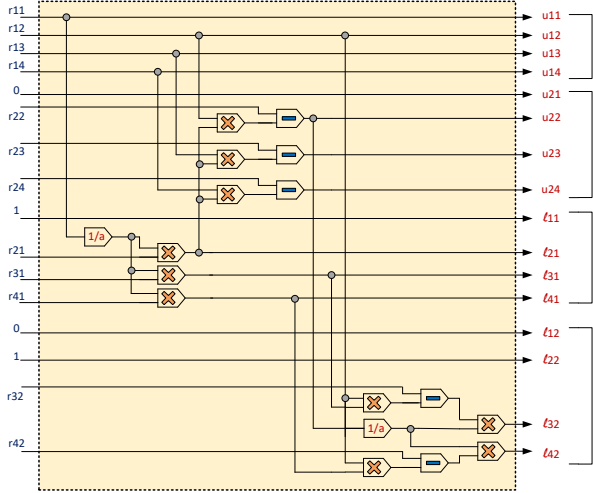 r11 u11
r12 u12
r13 u13
r14 u14
0 u21
r22 u22
r23 u23
r24 u24
1 ℓ11
1/a
r21 ℓ21
r31 ℓ31
r41 ℓ41
0 ℓ12
1 ℓ22
r32
1/a ℓ32
r42 ℓ42